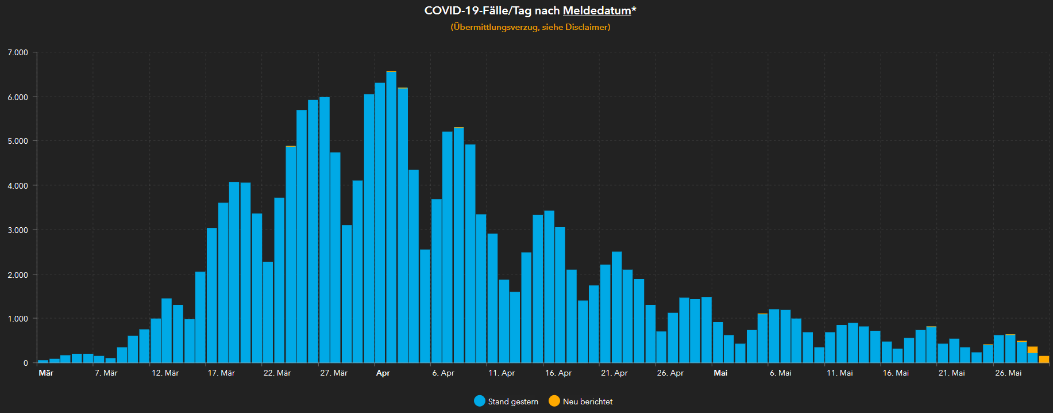 COVID-19-Fälle/Tag nach Meldedatum*
(Übermittlungsverzug, siehe Disclaimer)
7.000
6.000
5.000
4.000
3.000
2.000
1.000
0
Mär 7. Mär 12. Mär 17. Mär 22. Mär 27. Mär Apr 6. Apr 11. Apr 16. Apr 21. Apr 26. Apr Mai 6. Mai 11. Mai 16. Mai 21. Mai 26. Mai
Stand gestern Neu berichtet